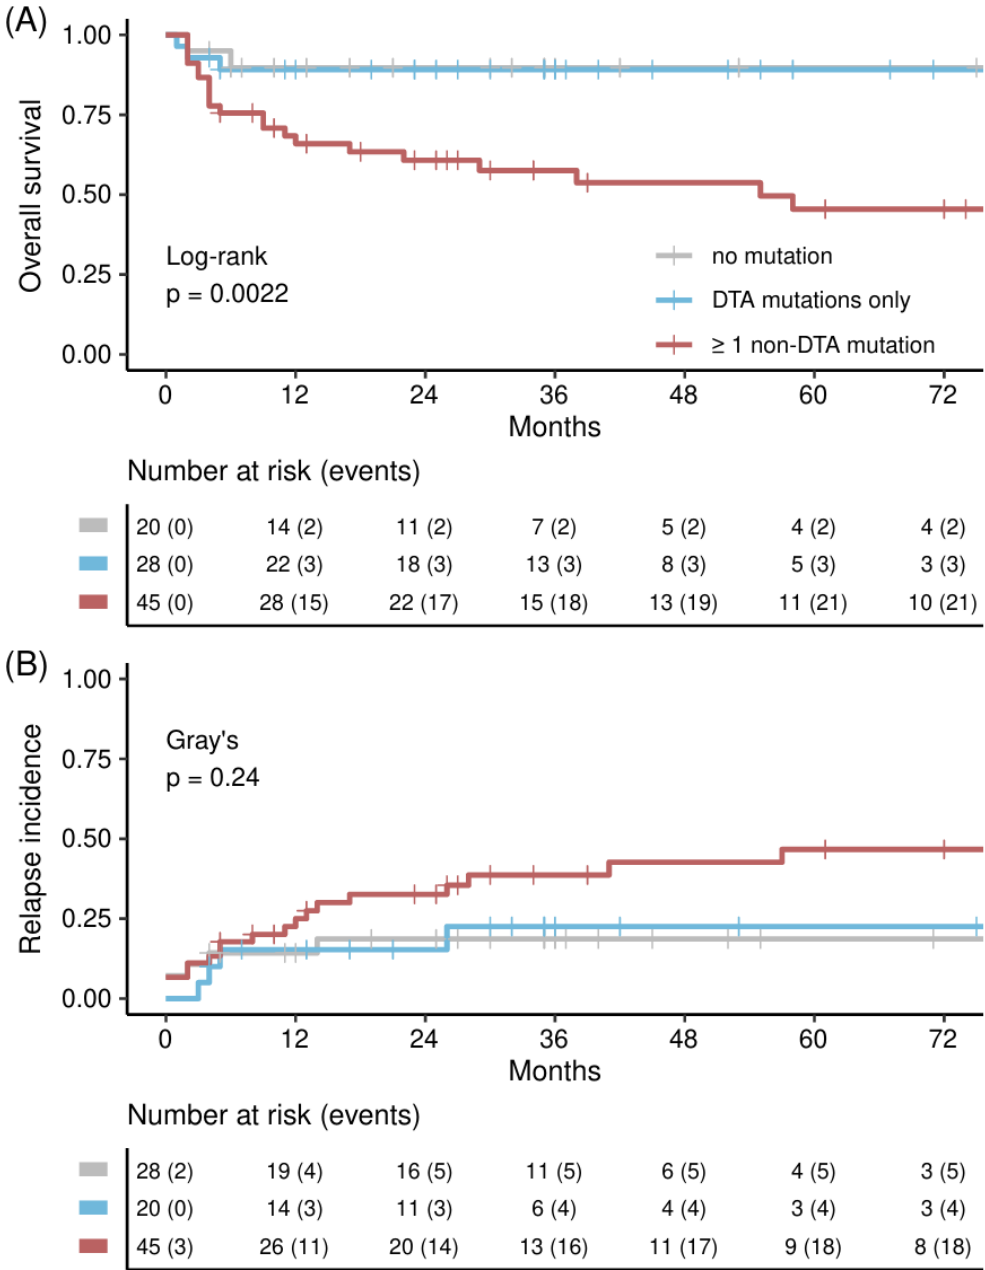 (A)
1.00
0.75
0.50
0.25
0.00
Overall survival
Log-rank
p = 0.0022
no mutation
DTA mutations only
≥ 1 non-DTA mutation
0 12 24 36 48 60 72
Months
Number at risk (events)
20 (0) 14 (2) 11 (2) 7 (2) 5 (2) 4 (2) 4 (2)
28 (0) 22 (3) 18 (3) 13 (3) 8 (3) 5 (3) 3 (3)
45 (0) 28 (15) 22 (17) 15 (18) 13 (19) 11 (21) 10 (21)
(B)
1.00
0.75
0.50
0.25
0.00
Relapse incidence
Gray's
p = 0.24
0 12 24 36 48 60 72
Months
Number at risk (events)
28 (2) 19 (4) 16 (5) 11 (5) 6 (5) 4 (5) 3 (5)
20 (0) 14 (3) 11 (3) 6 (4) 4 (4) 3 (4) 3 (4)
45 (3) 26 (11) 20 (14) 13 (16) 11 (17) 9 (18) 8 (18)